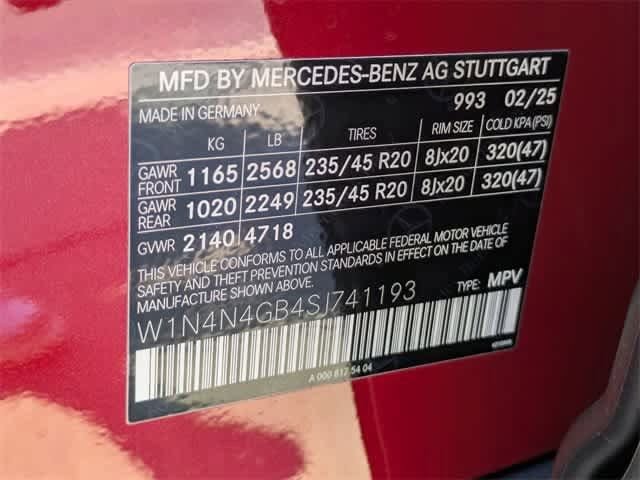 MFD BY MERCEDES-BENZ AG STUTTGART
MADE IN GERMANY 993 02/25
KG LB TIRES RIM SIZE COLD KPA(PSI)
GAWR FRONT 1165 2568 235/45 R20 8Jx20 320(47)
GAWR REAR 1020 2249 235/45 R20 8Jx20 320(47)
GVWR 2140 4718
THIS VEHICLE CONFORMS TO ALL APPLICABLE FEDERAL MOTOR VEHICLE
SAFETY AND THEFT PREVENTION STANDARDS IN EFFECT ON THE DATE OF
MANUFACTURE SHOWN ABOVE.
W1N4N4GB4SJ741193 TYPE: MPV
A 000 817 54 04